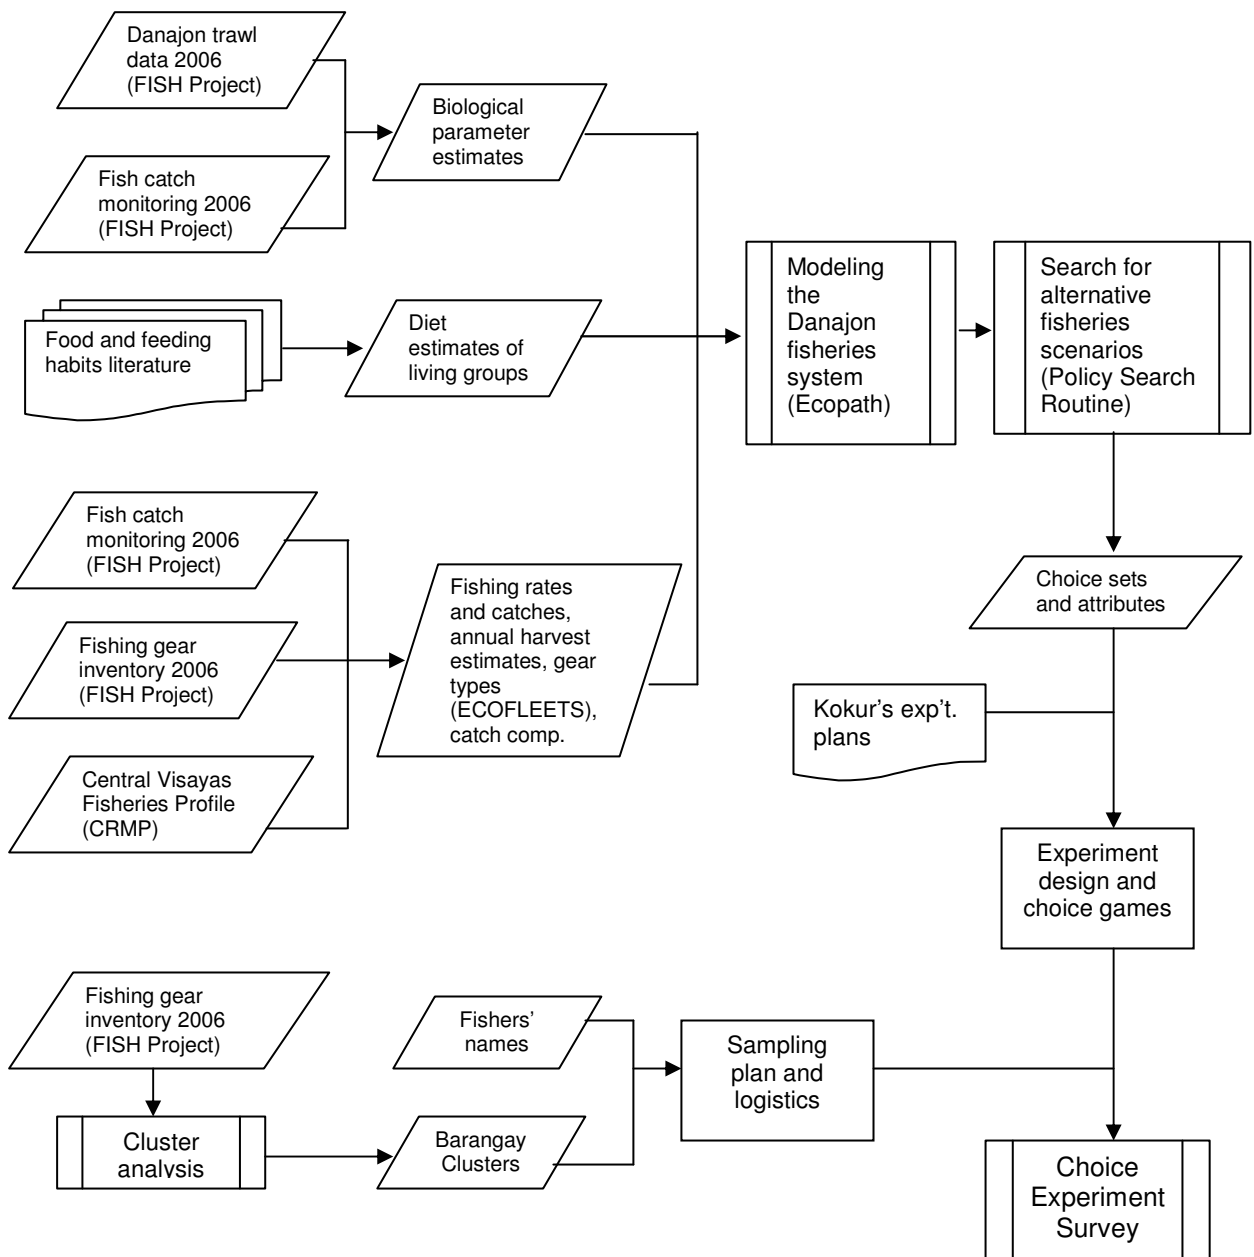 Danajon trawl
data 2006
(FISH Project)
Biological
parameter
estimates
Fish catch
monitoring 2006
(FISH Project)
Modeling
the
Danajon
fisheries
system
(Ecopath)
Search for
alternative
fisheries
scenarios
(Policy Search
Routine)
Food and feeding
habits literature
Diet
estimates of
living groups
Fish catch
monitoring 2006
(FISH Project)
Fishing gear
inventory 2006
(FISH Project)
Central Visayas
Fisheries Profile
(CRMP)
Fishing rates
and catches,
annual harvest
estimates, gear
types
(ECOFLEETS),
catch comp.
Choice sets
and attributes
Kokur's exp't.
plans
Experiment
design and
choice games
Fishing gear
inventory 2006
(FISH Project)
Cluster
analysis
Fishers'
names
Barangay
Clusters
Sampling
plan and
logistics
Choice
Experiment
Survey